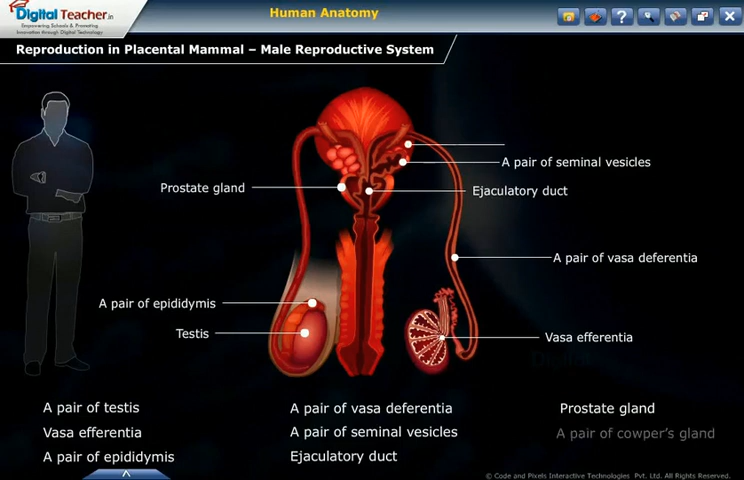 Digital Teacher.in
Empowering Schools & Promoting
Innovation through Digital Technology
Human Anatomy
Reproduction in Placental Mammal – Male Reproductive System
A pair of seminal vesicles
Prostate gland
Ejaculatory duct
A pair of vasa deferentia
A pair of epididymis
Testis
Vasa efferentia
A pair of testis
Vasa efferentia
A pair of epididymis
A pair of vasa deferentia
A pair of seminal vesicles
Ejaculatory duct
Prostate gland
A pair of cowper's gland
© Code and Pixels Interactive Technologies Pvt. Ltd. All Rights Reserved.